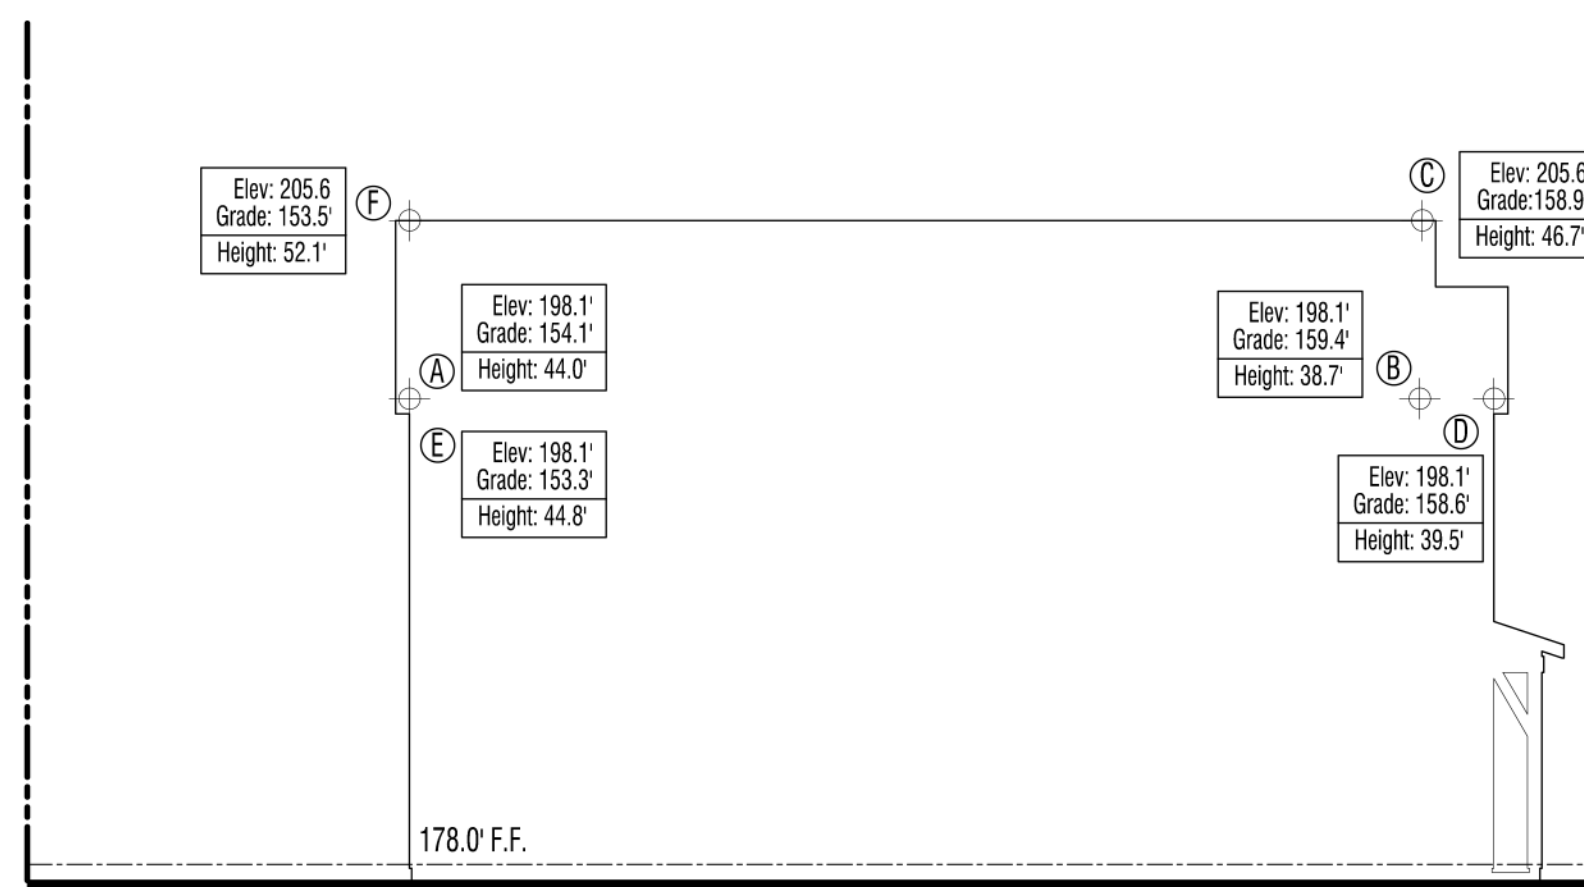 Elev: 205.6
Grade: 153.5'
Height: 52.1'
F
C
Elev: 205.6
Grade:158.9
Height: 46.7'
Elev: 198.1'
Grade: 154.1'
Height: 44.0'
A
Elev: 198.1'
Grade: 159.4'
Height: 38.7'
B
E
Elev: 198.1'
Grade: 153.3'
Height: 44.8'
D
Elev: 198.1'
Grade: 158.6'
Height: 39.5'
178.0' F.F.